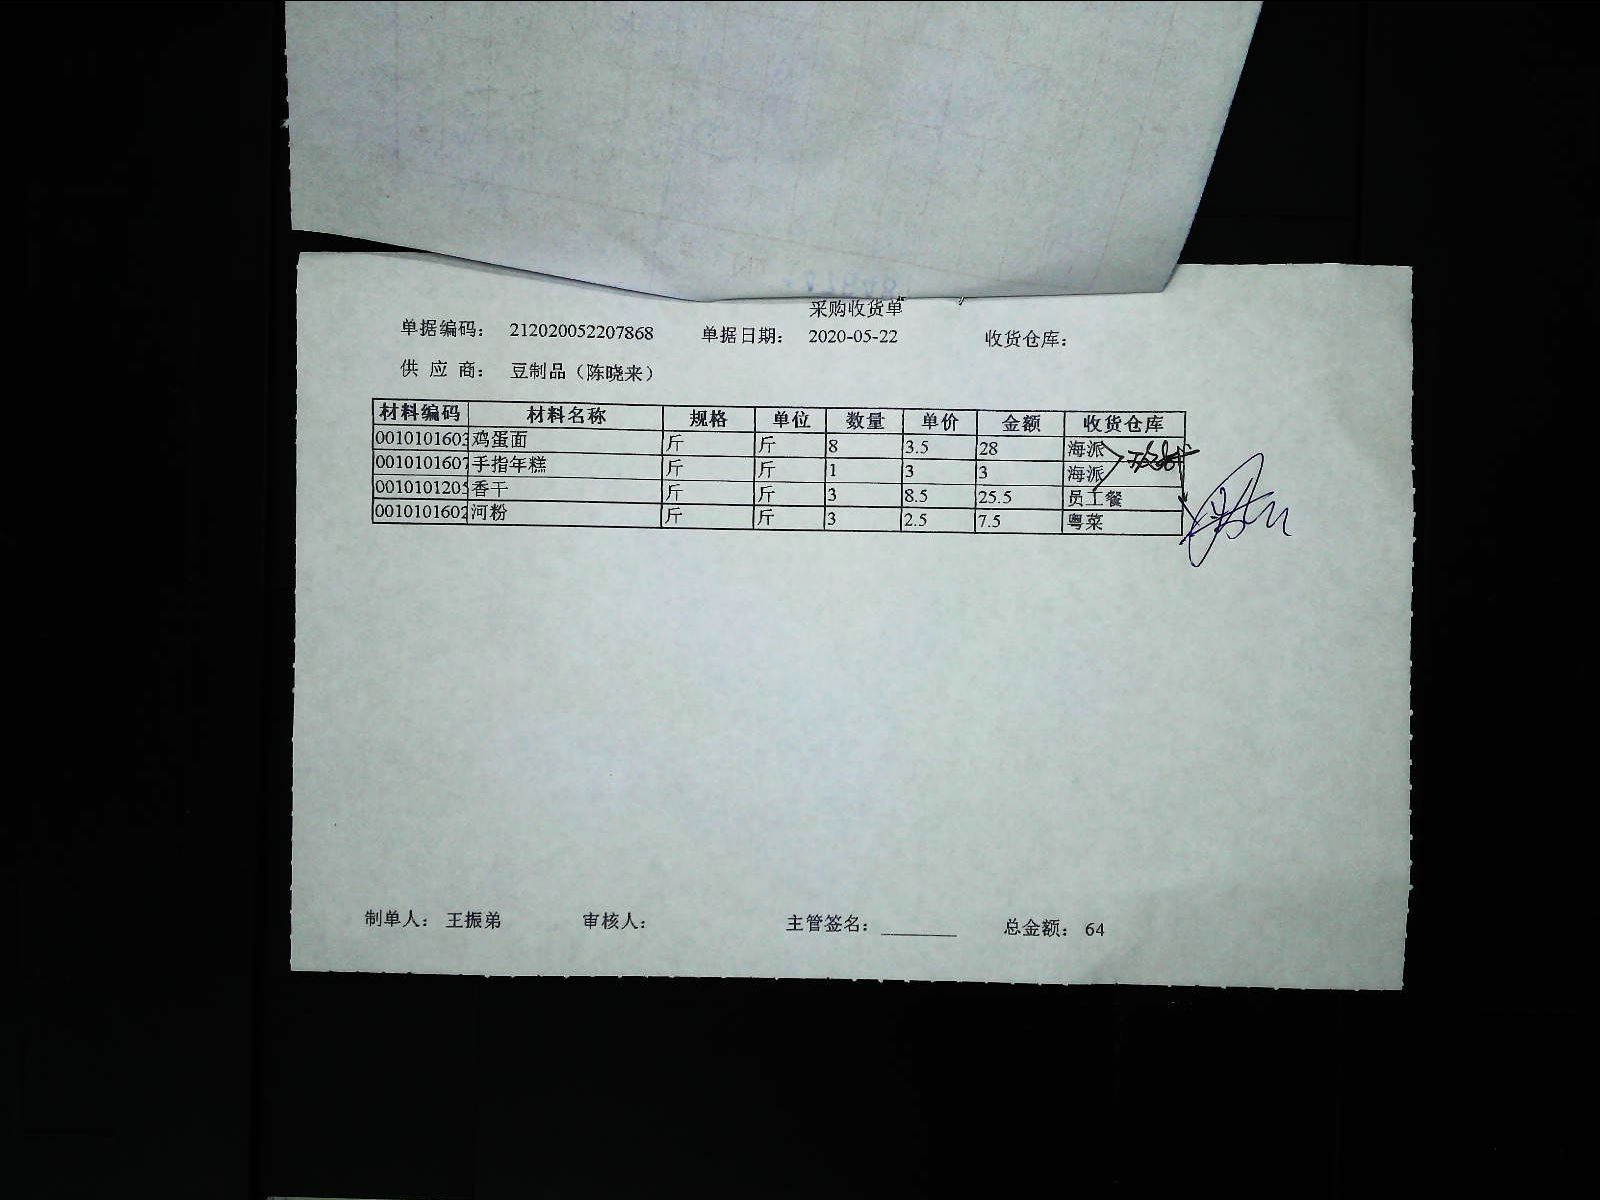 采购收货单
单据编码： 212020052207868 单据日期： 2020-05-22 收货仓库：
供 应 商： 豆制品（陈晓来）
材料编码 材料名称 规格 单位 数量 单价 金额 收货仓库
0010101603 鸡蛋面 斤 斤 8 3.5 28 海派
0010101607 手指年糕 斤 斤 1 3 3 海派
0010101205 香干 斤 斤 3 8.5 25.5 员工餐
0010101602 河粉 斤 斤 3 2.5 7.5 粤菜
制单人： 王振弟 审核人： 主管签名： 总金额： 64